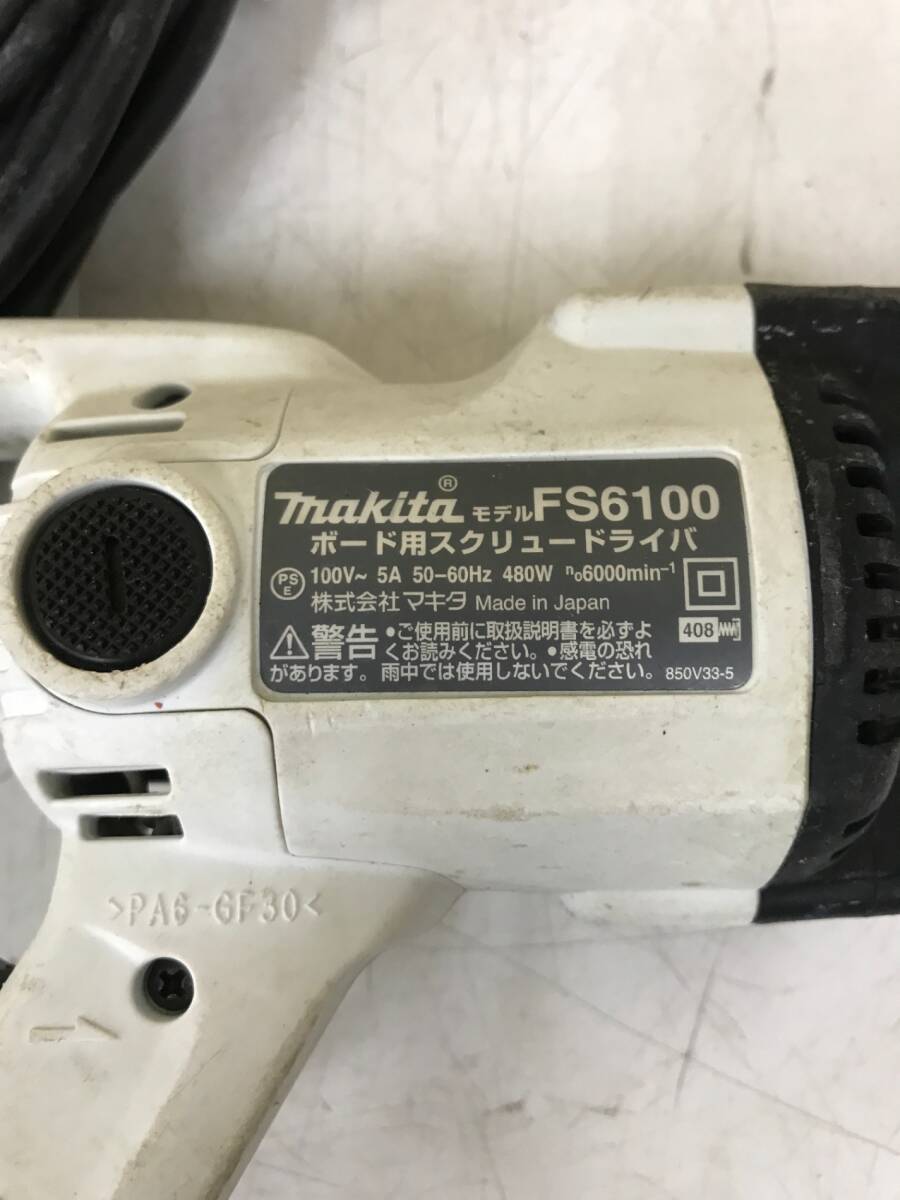 makita® モデルFS6100
ボード用スクリュードライバ
PSE 100V~ 5A 50-60Hz 480W n₀6000min⁻¹
株式会社マキタ Made in Japan
408
警告 •ご使用前に取扱説明書を必ずよ
くお読みください。•感電の恐れ
があります。雨中では使用しないでください。 850V33-5
>PA6-GF30<